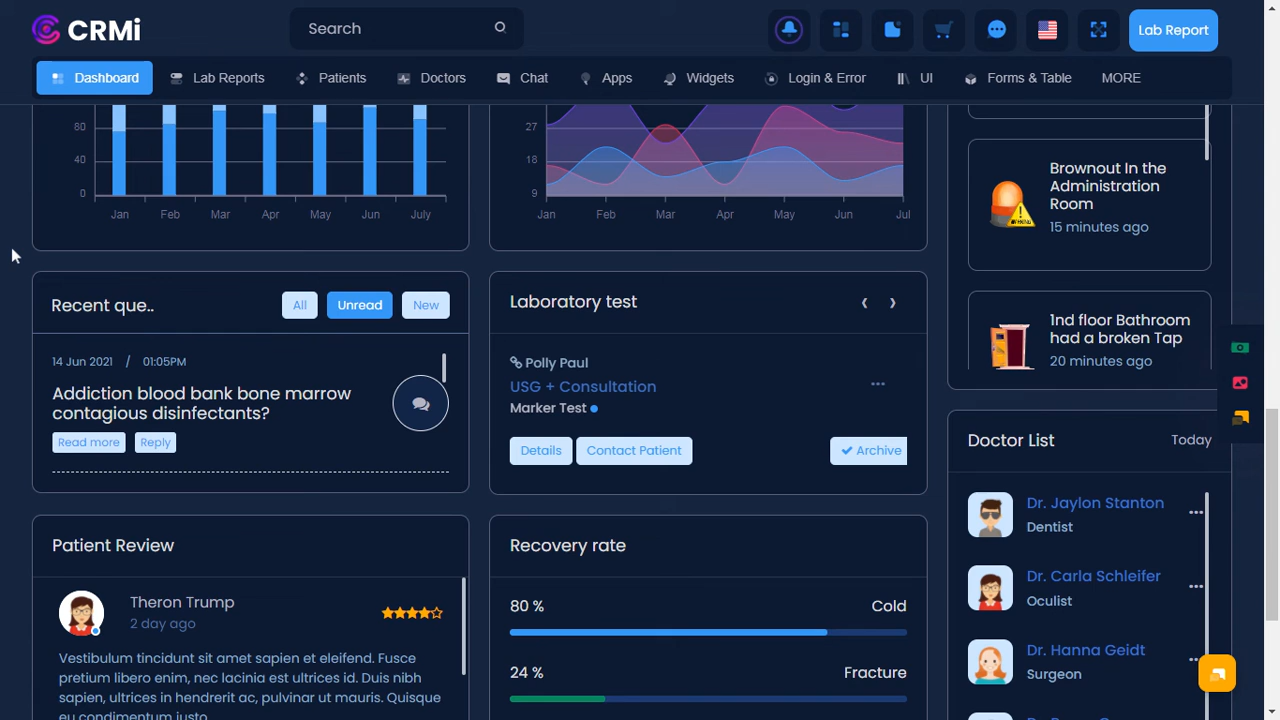 CRMi
Search
Lab Report
Dashboard
Lab Reports
Patients
Doctors
Chat
Apps
Widgets
Login & Error
UI
Forms & Table
MORE
80
40
0
Jan Feb Mar Apr May Jun July
27
18
9
Jan Feb Mar Apr May Jun Jul
Brownout In the
Administration
Room
15 minutes ago
1nd floor Bathroom
had a broken Tap
20 minutes ago
Recent que..
All
Unread
New
14 Jun 2021 / 01:05PM
Addiction blood bank bone marrow
contagious disinfectants?
Read more
Reply
Laboratory test
Polly Paul
USG + Consultation
Marker Test
Details
Contact Patient
Archive
Doctor List
Today
Dr. Jaylon Stanton
Dentist
Dr. Carla Schleifer
Oculist
Dr. Hanna Geidt
Surgeon
Patient Review
Theron Trump
2 day ago
Vestibulum tincidunt sit amet sapien et eleifend. Fusce
pretium libero enim, nec lacinia est ultrices id. Duis nibh
sapien, ultrices in hendrerit ac, pulvinar ut mauris. Quisque
eu condimentum justo.
Recovery rate
80 % Cold
24 % Fracture